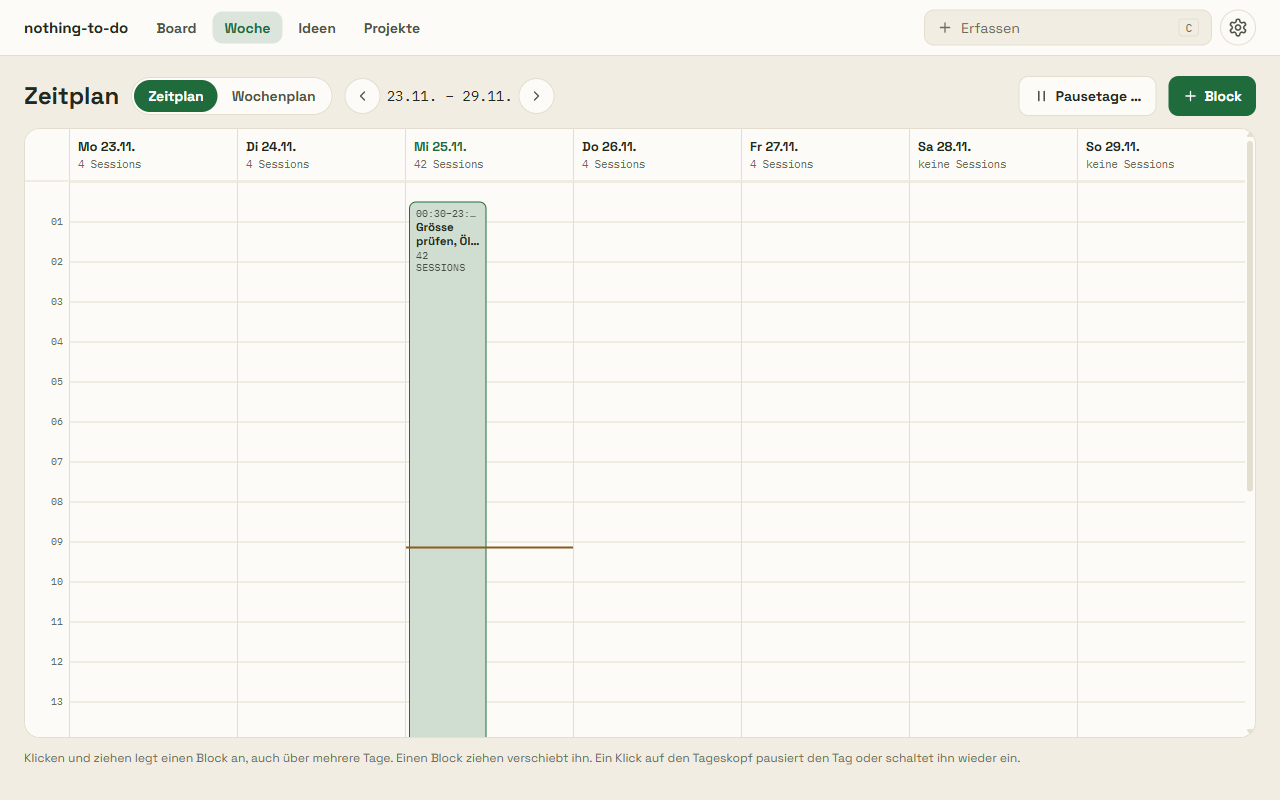 nothing-to-do Board Woche Ideen Projekte + Erfassen C
Zeitplan Zeitplan Wochenplan 23.11. – 29.11. Pausetage … + Block
Mo 23.11. Di 24.11. Mi 25.11. Do 26.11. Fr 27.11. Sa 28.11. So 29.11.
4 Sessions 4 Sessions 42 Sessions 4 Sessions 4 Sessions keine Sessions keine Sessions
00:30–23:…
01
Grösse
prüfen, Öl…
42
02
SESSIONS
03
04
05
06
07
08
09
10
11
12
13
Klicken und ziehen legt einen Block an, auch über mehrere Tage. Einen Block ziehen verschiebt ihn. Ein Klick auf den Tageskopf pausiert den Tag oder schaltet ihn wieder ein.